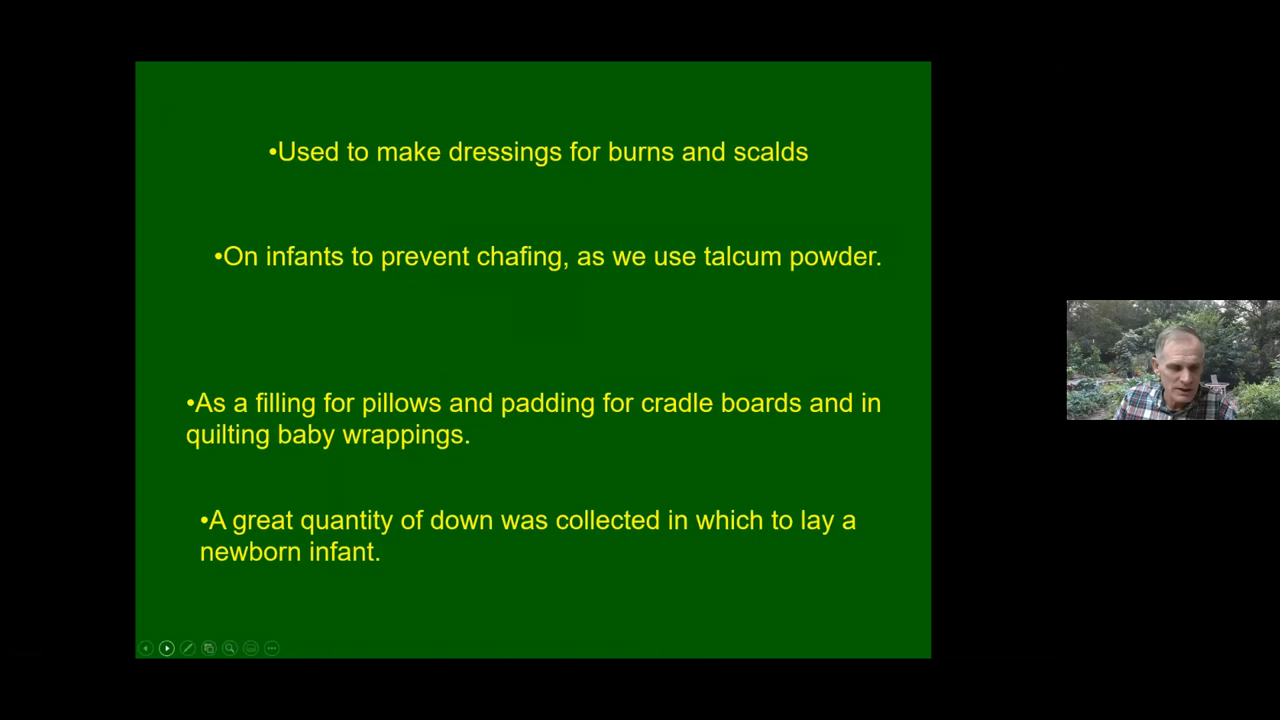 •Used to make dressings for burns and scalds
•On infants to prevent chafing, as we use talcum powder.
•As a filling for pillows and padding for cradle boards and in
quilting baby wrappings.
•A great quantity of down was collected in which to lay a
newborn infant.